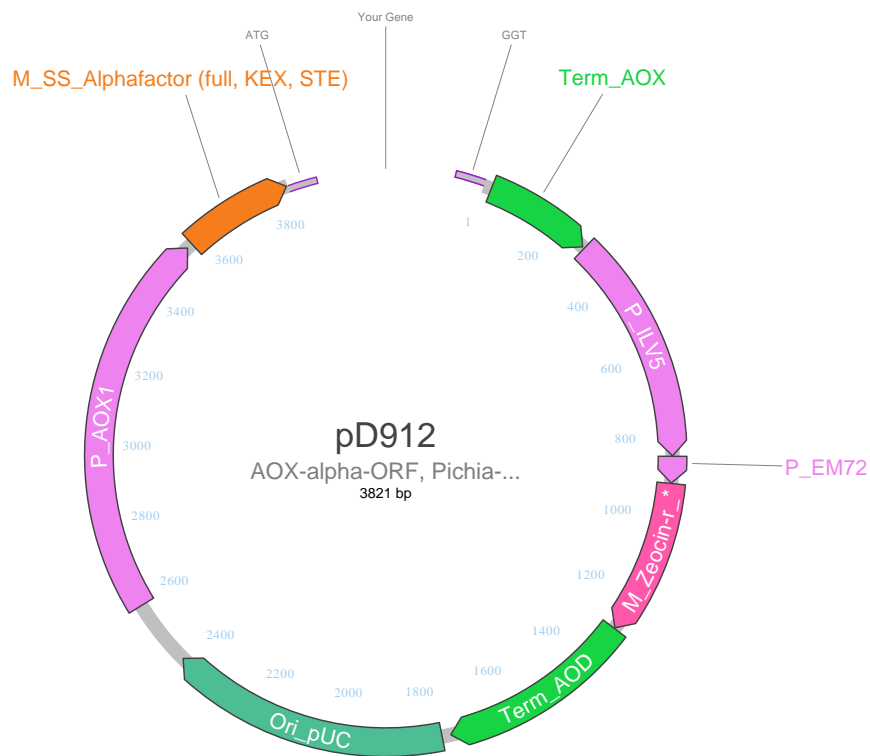 Your Gene
ATG
GGT
M_SS_Alphafactor (full, KEX, STE)
Term_AOX
3800
1
3600
200
3400
400
P_ILV5
3200
600
P_AOX1
3000
pD912
800
AOX-alpha-ORF, Pichia-...
P_EM72
3821 bp
2800
1000
M_Zeocin-r_*
2600
1200
2400
1400
2200
1600
2000
1800
Term_AOD
Ori_pUC